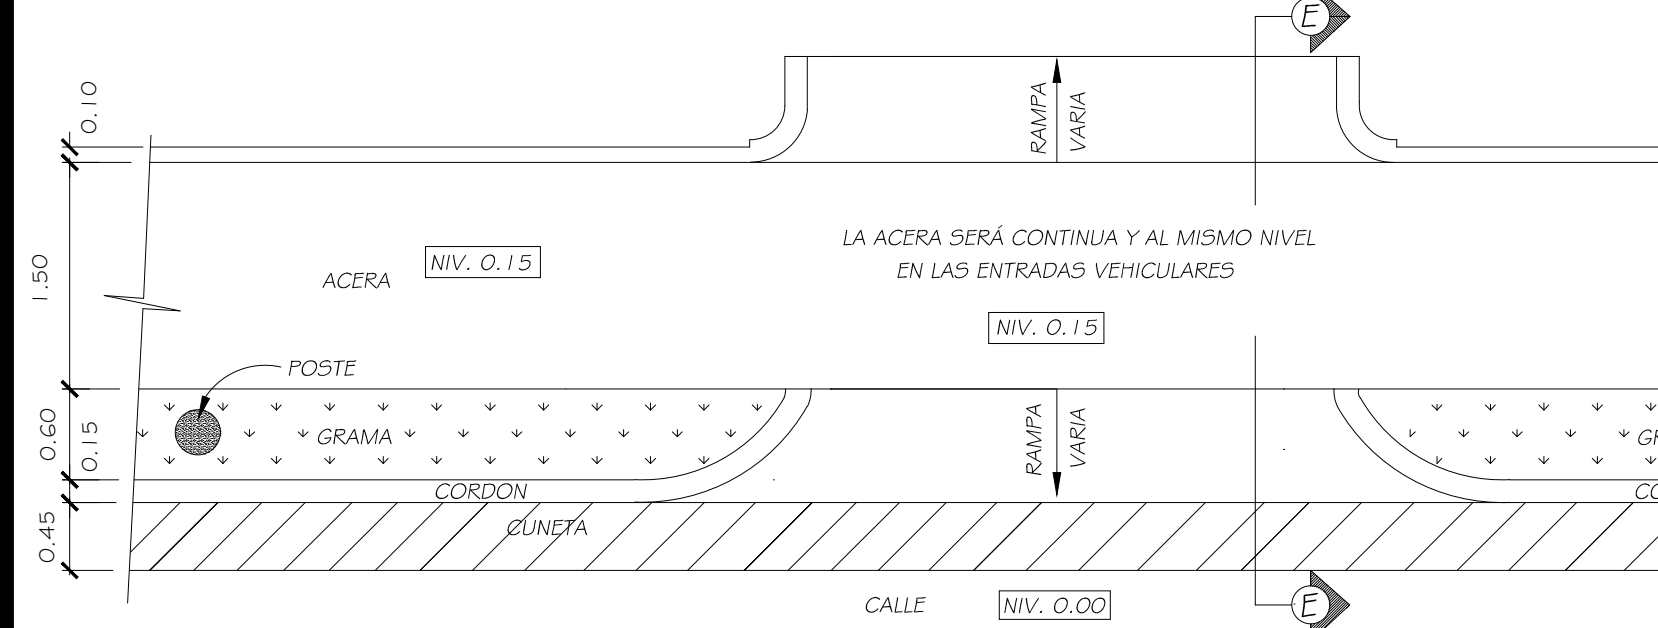 E
0.10
RAMPA
VARIA
LA ACERA SERÁ CONTINUA Y AL MISMO NIVEL
EN LAS ENTRADAS VEHICULARES
NIV. 0.15
ACERA
1.50
NIV. 0.15
POSTE
0.60
0.15
GRAMA
RAMPA
VARIA
GR
CORDON
CO
0.45
CUNETA
CALLE
NIV. 0.00
E